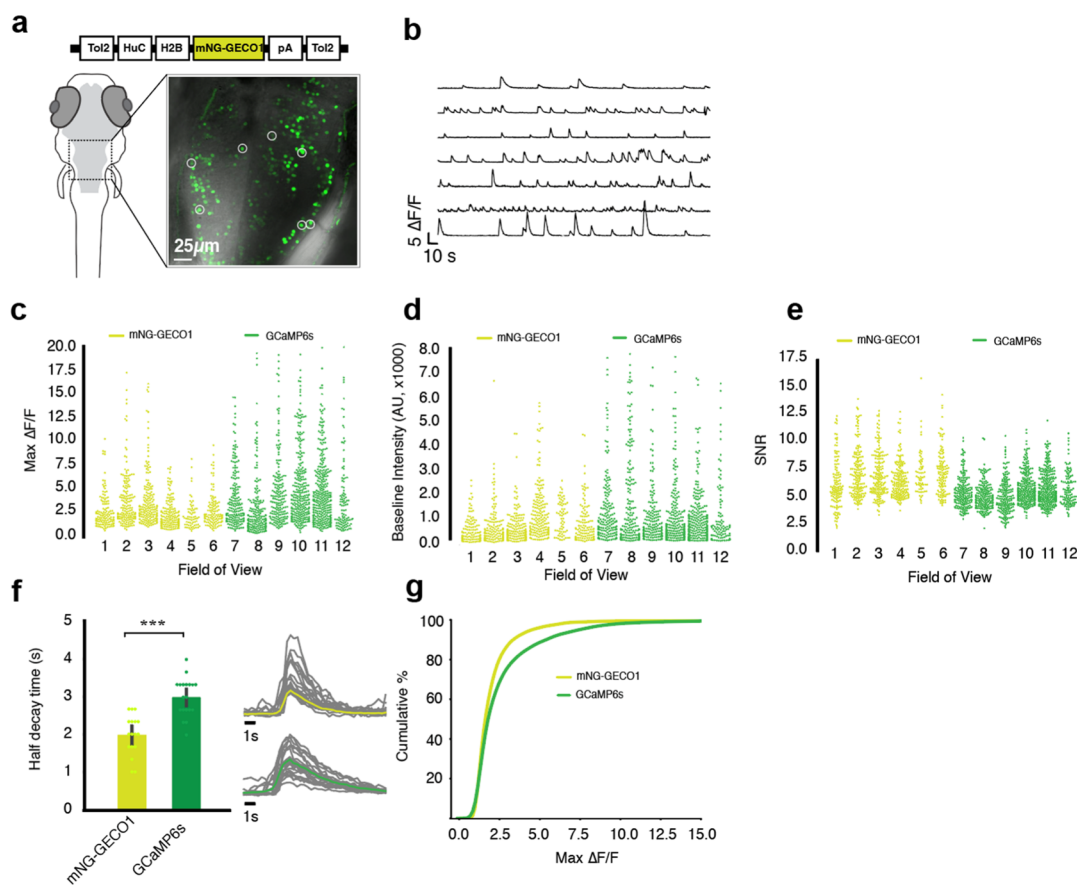 a
Tol2 HuC H2B mNG-GECO1 pA Tol2
25µm
b
5 ΔF/F
10 s
c
mNG-GECO1 GCaMP6s
Max ΔF/F
20.0
17.5
15.0
12.5
10.0
7.5
5.0
2.5
0.0
1 2 3 4 5 6 7 8 9 10 11 12
Field of View
d
mNG-GECO1 GCaMP6s
Baseline Intensity (AU, x1000)
8.0
7.0
6.0
5.0
4.0
3.0
2.0
1.0
0.0
1 2 3 4 5 6 7 8 9 10 11 12
Field of View
e
mNG-GECO1 GCaMP6s
SNR
17.5
15.0
12.5
10.0
7.5
5.0
2.5
0.0
1 2 3 4 5 6 7 8 9 10 11 12
Field of View
f
Half decay time (s)
5
4
3
2
1
0
***
mNG-GECO1
GCaMP6s
1s
1s
g
Cumulative %
100
80
60
40
20
mNG-GECO1
GCaMP6s
0.0 2.5 5.0 7.5 10.0 12.5 15.0
Max ΔF/F